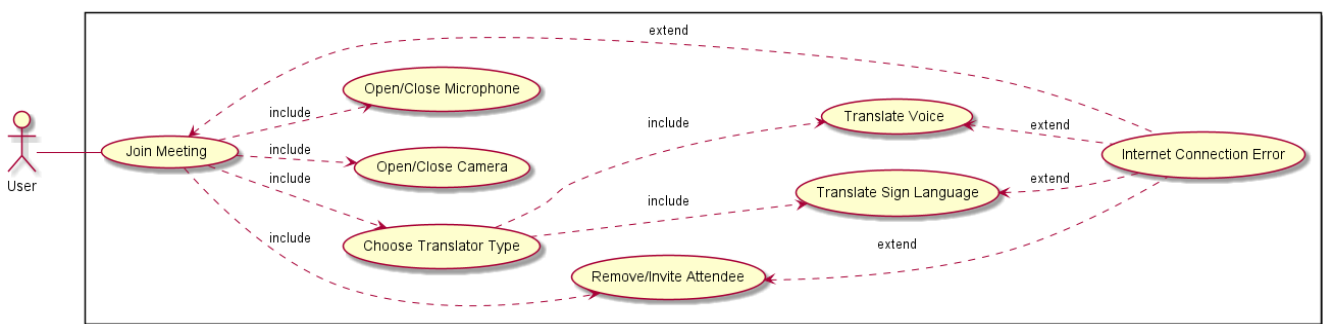 extend
Open/Close Microphone
include
Translate Voice
include
extend
User
Join Meeting
include
Open/Close Camera
Internet Connection Error
include
Translate Sign Language
extend
include
Choose Translator Type
include
extend
Remove/Invite Attendee